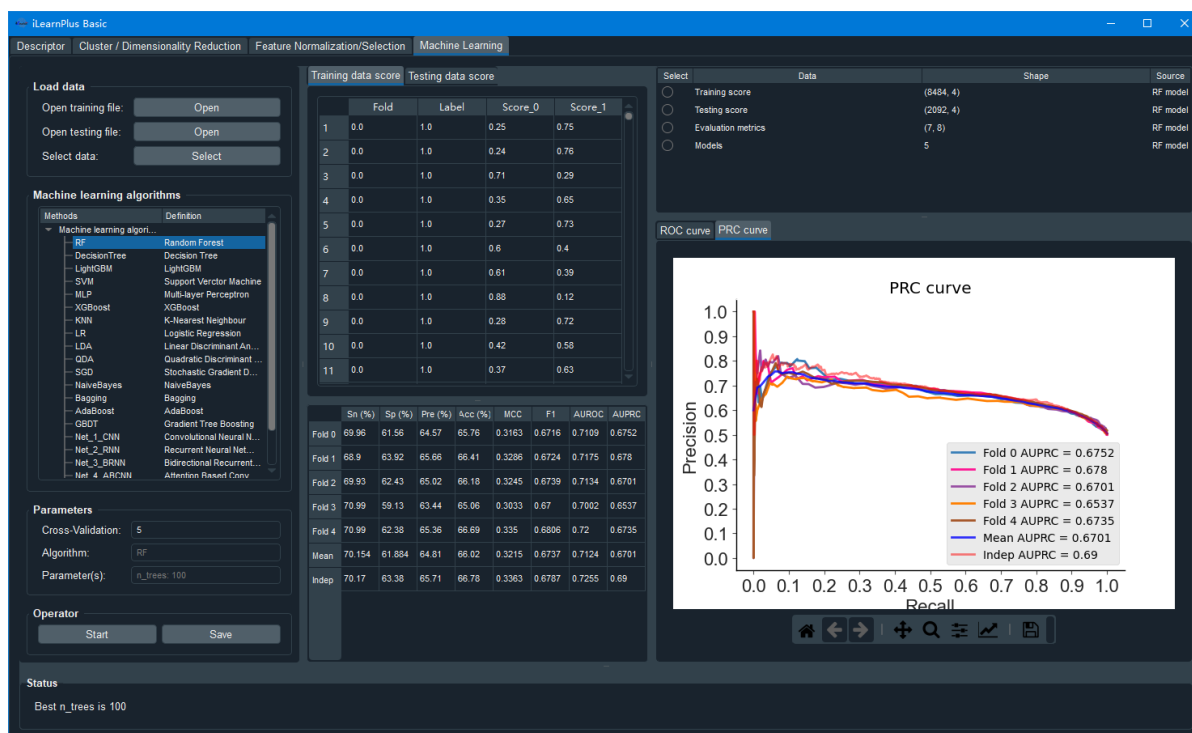 iLearnPlus Basic
Descriptor Cluster / Dimensionality Reduction Feature Normalization/Selection Machine Learning
Load data
Open training file: Open
Open testing file: Open
Select data: Select
Machine learning algorithms
Methods Definition
Machine learning algori...
RF Random Forest
DecisionTree Decision Tree
LightGBM LightGBM
SVM Support Verctor Machine
MLP Multi-layer Perceptron
XGBoost XGBoost
KNN K-Nearest Neighbour
LR Logistic Regression
LDA Linear Discriminant An...
QDA Quadratic Discriminant ...
SGD Stochastic Gradient D...
NaiveBayes NaiveBayes
Bagging Bagging
AdaBoost AdaBoost
GBDT Gradient Tree Boosting
Net_1_CNN Convolutional Neural N...
Net_2_RNN Recurrent Neural Net...
Net_3_BRNN Bidirectional Recurrent...
Net_4_ABCNN Attention Based Conv
Parameters
Cross-Validation: 5
Algorithm: RF
Parameter(s): n_trees: 100
Operator
Start Save
Training data score Testing data score
Fold Label Score_0 Score_1
1 0.0 1.0 0.25 0.75
2 0.0 1.0 0.24 0.76
3 0.0 1.0 0.71 0.29
4 0.0 1.0 0.35 0.65
5 0.0 1.0 0.27 0.73
6 0.0 1.0 0.6 0.4
7 0.0 1.0 0.61 0.39
8 0.0 1.0 0.88 0.12
9 0.0 1.0 0.28 0.72
10 0.0 1.0 0.42 0.58
11 0.0 1.0 0.37 0.63
Sn (%) Sp (%) Pre (%) Acc (%) MCC F1 AUROC AUPRC
Fold 0 69.96 61.56 64.57 65.76 0.3163 0.6716 0.7109 0.6752
Fold 1 68.9 63.92 65.66 66.41 0.3286 0.6724 0.7175 0.678
Fold 2 69.93 62.43 65.02 66.18 0.3245 0.6739 0.7134 0.6701
Fold 3 70.99 59.13 63.44 65.06 0.3033 0.67 0.7002 0.6537
Fold 4 70.99 62.38 65.36 66.69 0.335 0.6806 0.72 0.6735
Mean 70.154 61.884 64.81 66.02 0.3215 0.6737 0.7124 0.6701
Indep 70.17 63.38 65.71 66.78 0.3363 0.6787 0.7255 0.69
Select Data Shape Source
Training score (8484, 4) RF model
Testing score (2092, 4) RF model
Evaluation metrics (7, 8) RF model
Models 5 RF model
ROC curve PRC curve
PRC curve
1.0
0.9
0.8
0.7
0.6
0.5
0.4
0.3
0.2
0.1
0.0
Precision
Fold 0 AUPRC = 0.6752
Fold 1 AUPRC = 0.678
Fold 2 AUPRC = 0.6701
Fold 3 AUPRC = 0.6537
Fold 4 AUPRC = 0.6735
Mean AUPRC = 0.6701
Indep AUPRC = 0.69
0.0 0.1 0.2 0.3 0.4 0.5 0.6 0.7 0.8 0.9 1.0
Recall
Status
Best n_trees is 100